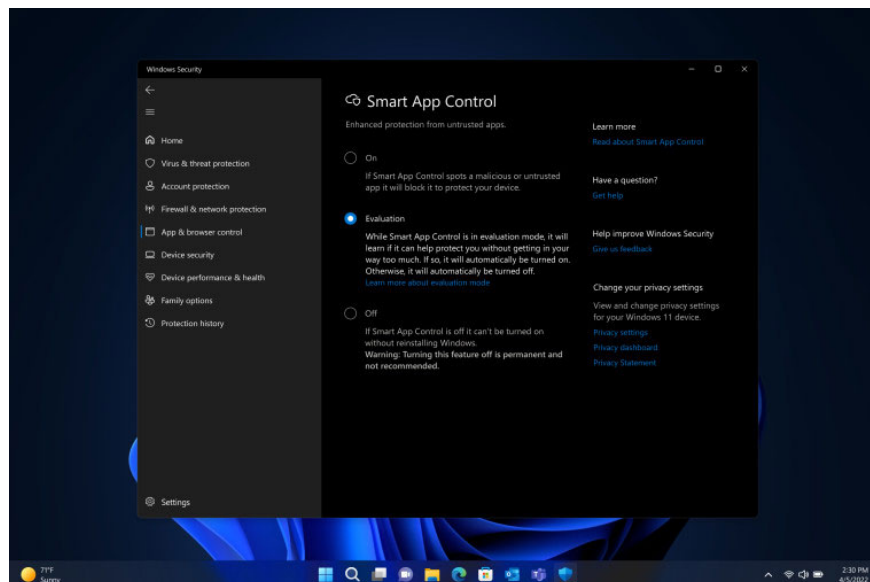 Windows Security
Home
Virus & threat protection
Account protection
Firewall & network protection
App & browser control
Device security
Device performance & health
Family options
Protection history
Settings
Smart App Control
Enhanced protection from untrusted apps.
On
If Smart App Control spots a malicious or untrusted
app it will block it to protect your device.
Evaluation
While Smart App Control is in evaluation mode, it will
learn if it can help protect you without getting in your
way too much. If so, it will automatically be turned on.
Otherwise, it will automatically be turned off.
Learn more about evaluation mode
Off
If Smart App Control is off it can't be turned on
without reinstalling Windows.
Warning: Turning this feature off is permanent and
not recommended.
Learn more
Read about Smart App Control
Have a question?
Get help
Help improve Windows Security
Give us feedback
Change your privacy settings
View and change privacy settings
for your Windows 11 device.
Privacy settings
Privacy dashboard
Privacy Statement
71°F
Sunny
2:30 PM
4/5/2022